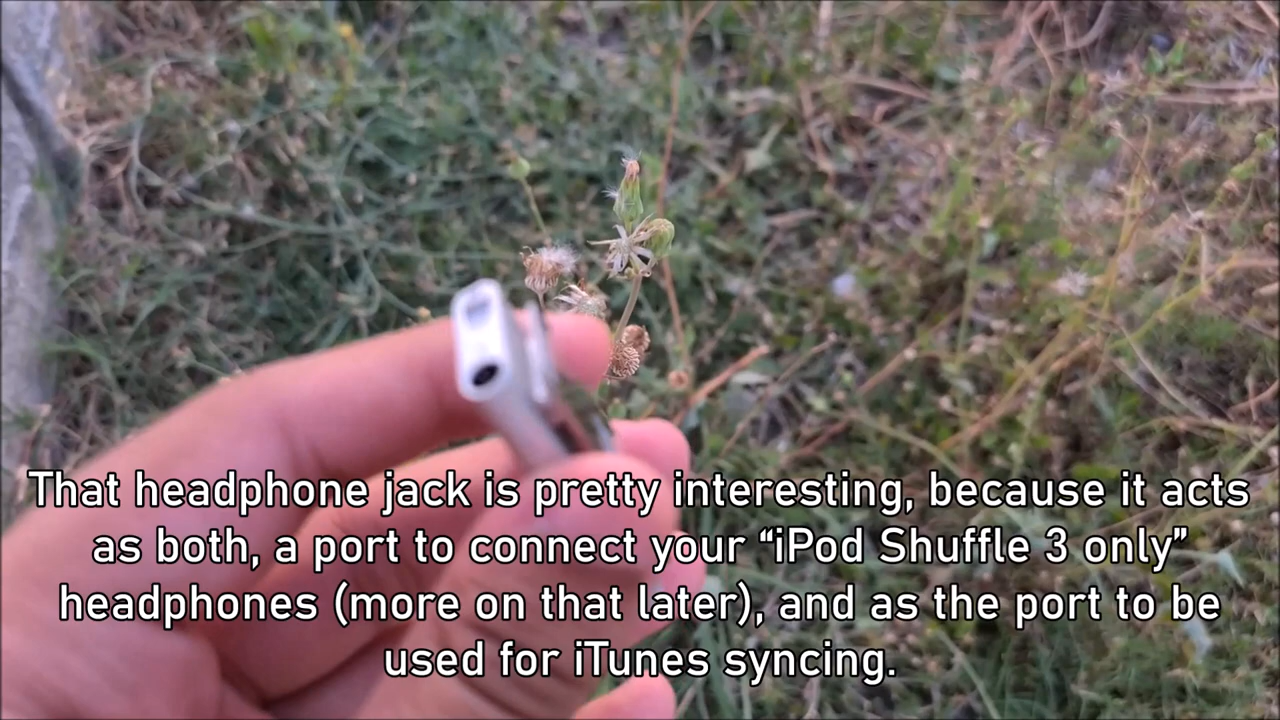 That headphone jack is pretty interesting, because it acts
as both, a port to connect your “iPod Shuffle 3 only”
headphones (more on that later), and as the port to be
used for iTunes syncing.